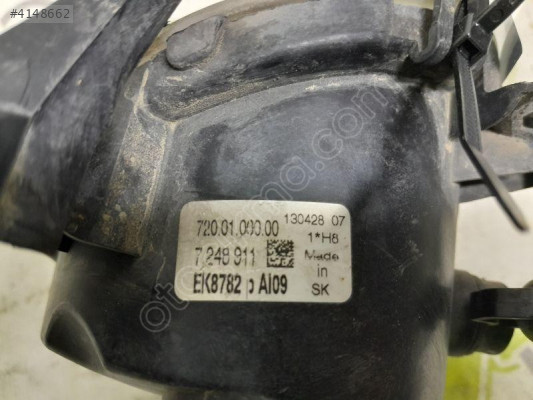 #4148662
720.01.000.00 130428 07
1*H8
7.248 911 Made
in
EK8782 p AI09 SK